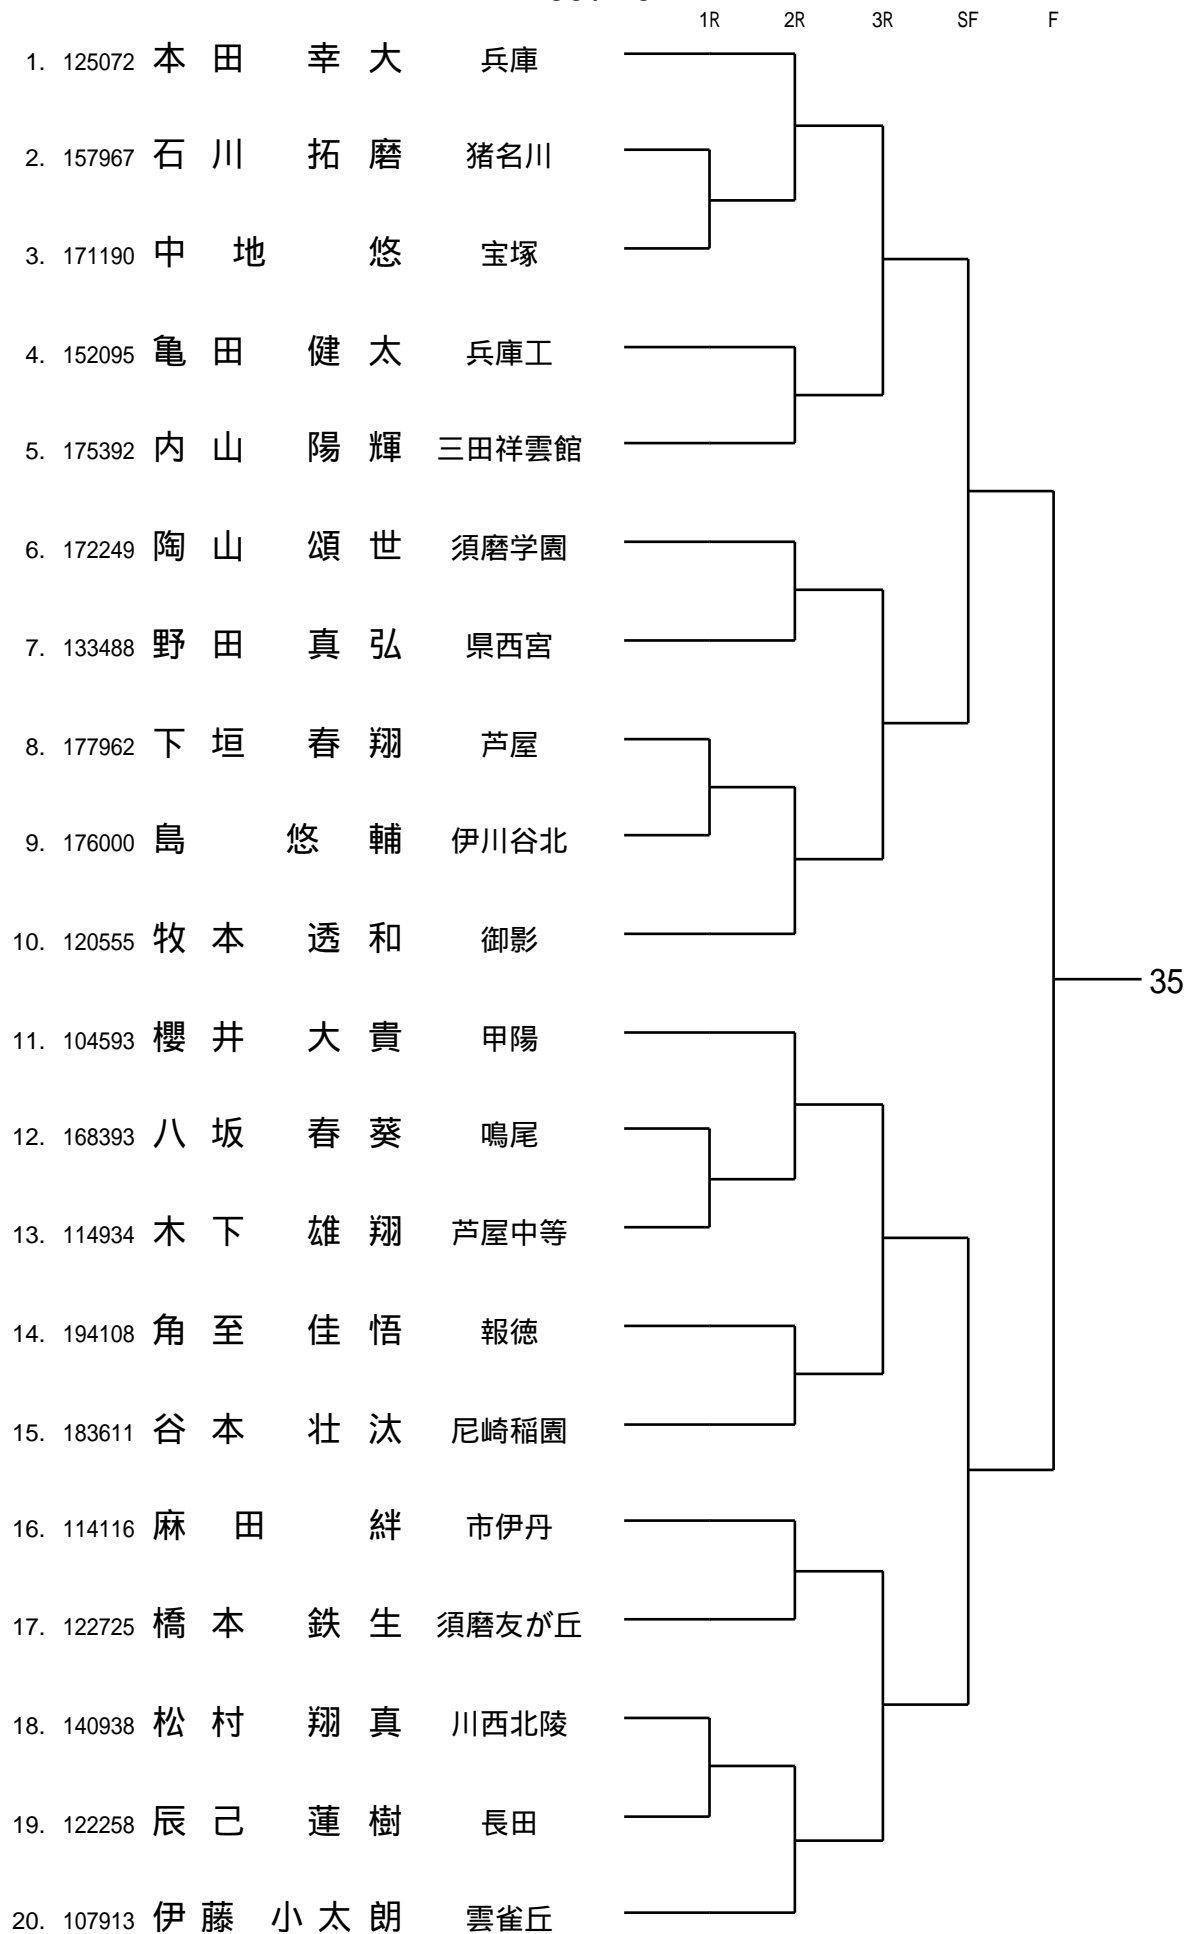 1R 2R 3R SF F
1. 125072 本田 幸大 兵庫
2. 157967 石川 拓磨 猪名川
3. 171190 中地 悠 宝塚
4. 152095 亀田 健太 兵庫工
5. 175392 内山 陽輝 三田祥雲館
6. 172249 陶山 頌世 須磨学園
7. 133488 野田 真弘 県西宮
8. 177962 下垣 春翔 芦屋
9. 176000 島 悠輔 伊川谷北
10. 120555 牧本 透和 御影
35
11. 104593 櫻井 大貴 甲陽
12. 168393 八坂 春葵 鳴尾
13. 114934 木下 雄翔 芦屋中等
14. 194108 角至 佳悟 報徳
15. 183611 谷本 壮汰 尼崎稲園
16. 114116 麻田 絆 市伊丹
17. 122725 橋本 鉄生 須磨友が丘
18. 140938 松村 翔真 川西北陵
19. 122258 辰己 蓮樹 長田
20. 107913 伊藤 小太朗 雲雀丘